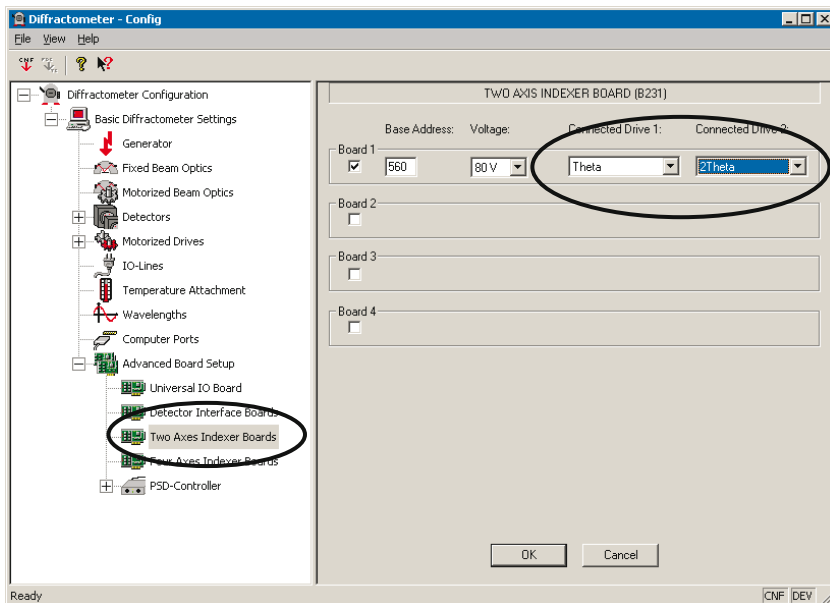 Diffractometer - Config
File View Help
CNF
Diffractometer Configuration
Basic Diffractometer Settings
Generator
Fixed Beam Optics
Motorized Beam Optics
Detectors
Motorized Drives
IO-Lines
Temperature Attachment
Wavelengths
Computer Ports
Advanced Board Setup
Universal IO Board
Detector Interface Boards
Two Axes Indexer Boards
Four Axes Indexer Boards
PSD-Controller
TWO AXIS INDEXER BOARD (B231)
Base Address: Voltage: Connected Drive 1: Connected Drive 2:
Board 1
560 80 V Theta 2Theta
Board 2
Board 3
Board 4
OK Cancel
Ready CNF DEV